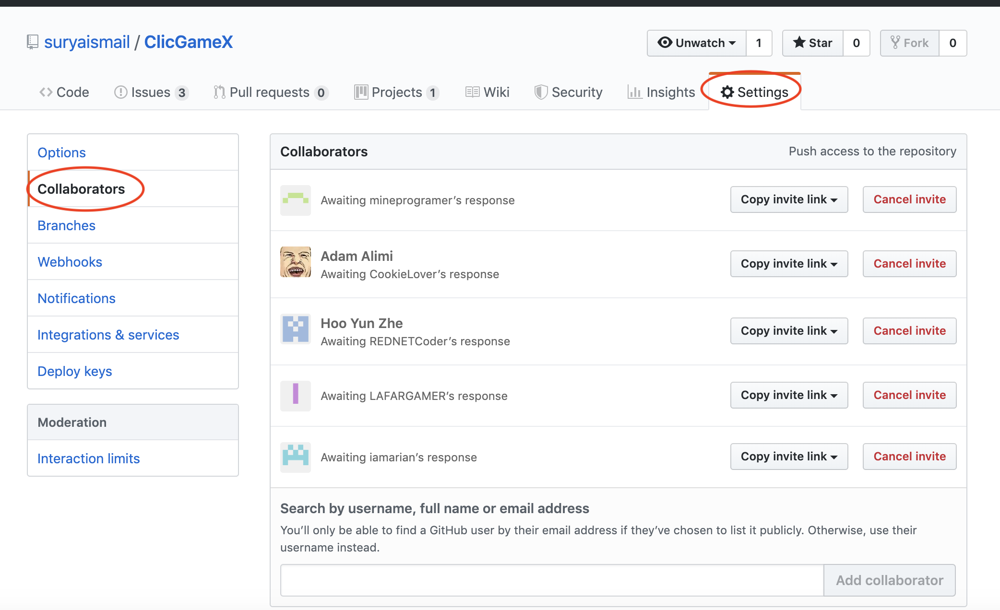 suryaismail / ClicGameX
Unwatch 1 Star 0 Fork 0
Code Issues 3 Pull requests 0 Projects 1 Wiki Security Insights Settings
Options
Collaborators
Branches
Webhooks
Notifications
Integrations & services
Deploy keys
Moderation
Interaction limits
Collaborators Push access to the repository
Awaiting mineprogramer’s response Copy invite link Cancel invite
Adam Alimi
Awaiting CookieLover’s response Copy invite link Cancel invite
Hoo Yun Zhe
Awaiting REDNETCoder’s response Copy invite link Cancel invite
Awaiting LAFARGAMER’s response Copy invite link Cancel invite
Awaiting iamarian’s response Copy invite link Cancel invite
Search by username, full name or email address
You’ll only be able to find a GitHub user by their email address if they’ve chosen to list it publicly. Otherwise, use their
username instead.
Add collaborator